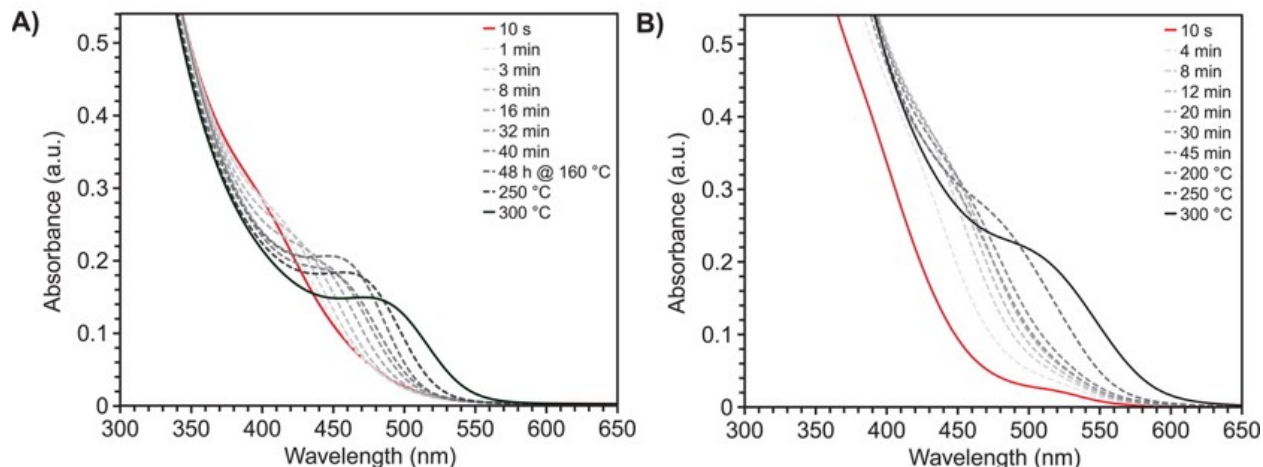 A)
0.5
0.4
0.3
0.2
0.1
0
Absorbance (a.u.)
10 s
1 min
3 min
8 min
16 min
32 min
40 min
48 h @ 160 °C
250 °C
300 °C
300 350 400 450 500 550 600 650
Wavelength (nm)
B)
0.5
0.4
0.3
0.2
0.1
0
Absorbance (a.u.)
10 s
4 min
8 min
12 min
20 min
30 min
45 min
200 °C
250 °C
300 °C
300 350 400 450 500 550 600 650
Wavelength (nm)